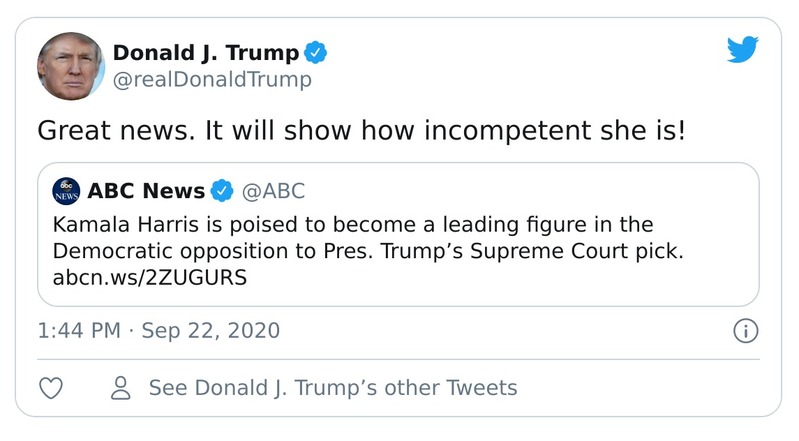 Donald J. Trump
@realDonaldTrump
Great news. It will show how incompetent she is!
abc NEWS
ABC News @ABC
Kamala Harris is poised to become a leading figure in the
Democratic opposition to Pres. Trump’s Supreme Court pick.
abcn.ws/2ZUGURS
1:44 PM · Sep 22, 2020
See Donald J. Trump’s other Tweets